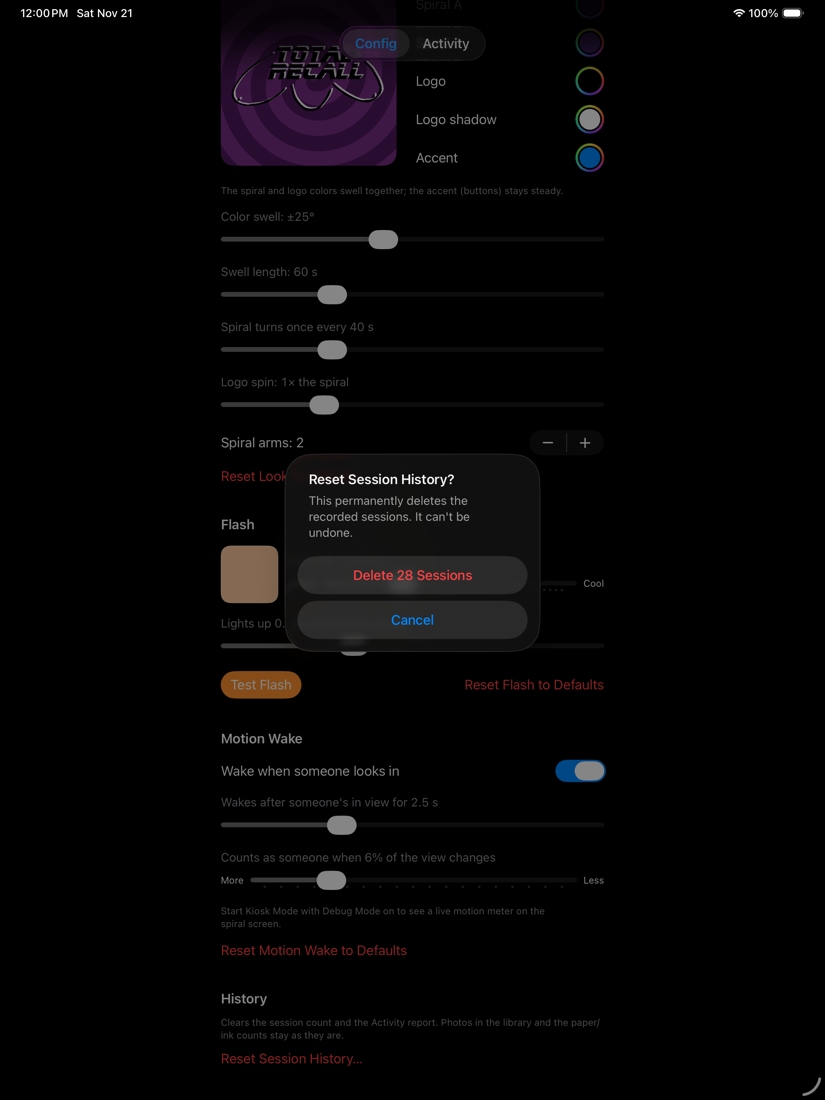 12:00 PM Sat Nov 21
100%
Spiral A
Config
Activity
TOTAL
RECALL
Logo
Logo shadow
Accent
The spiral and logo colors swell together; the accent (buttons) stays steady.
Color swell: ±25°
Swell length: 60 s
Spiral turns once every 40 s
Logo spin: 1× the spiral
Spiral arms: 2
Reset Look
Reset Session History?
This permanently deletes the
recorded sessions. It can't be
undone.
Flash
Delete 28 Sessions
Cool
Cancel
Lights up 0.
Test Flash
Reset Flash to Defaults
Motion Wake
Wake when someone looks in
Wakes after someone's in view for 2.5 s
Counts as someone when 6% of the view changes
More
Less
Start Kiosk Mode with Debug Mode on to see a live motion meter on the
spiral screen.
Reset Motion Wake to Defaults
History
Clears the session count and the Activity report. Photos in the library and the paper/
ink counts stay as they are.
Reset Session History...